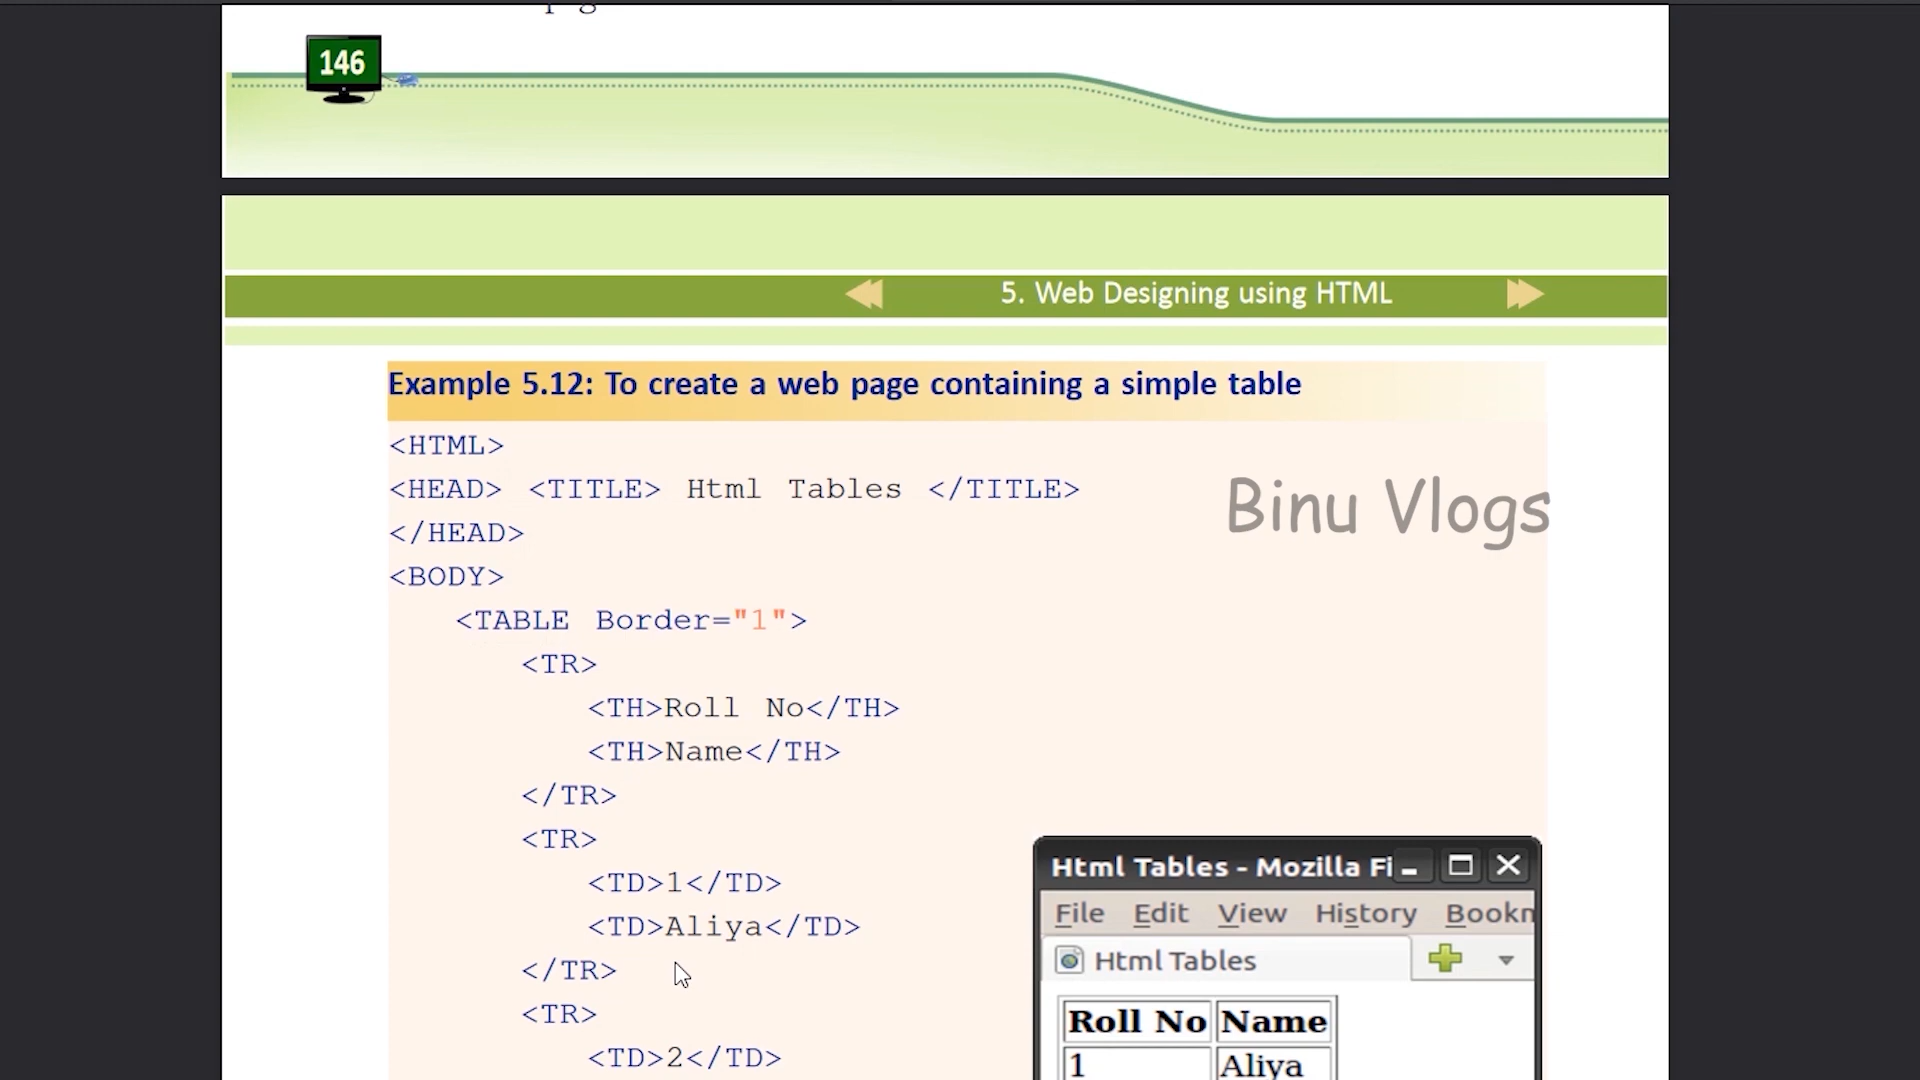 146
5. Web Designing using HTML
Example 5.12: To create a web page containing a simple table
<HTML>
<HEAD> <TITLE> Html Tables </TITLE>
</HEAD>
<BODY>
<TABLE Border="1">
<TR>
<TH>Roll No</TH>
<TH>Name</TH>
</TR>
<TR>
<TD>1</TD>
<TD>Aliya</TD>
</TR>
<TR>
<TD>2</TD>
Binu Vlogs
Html Tables - Mozilla Fi
File Edit View History Bookn
Html Tables
Roll No Name
1 Aliya